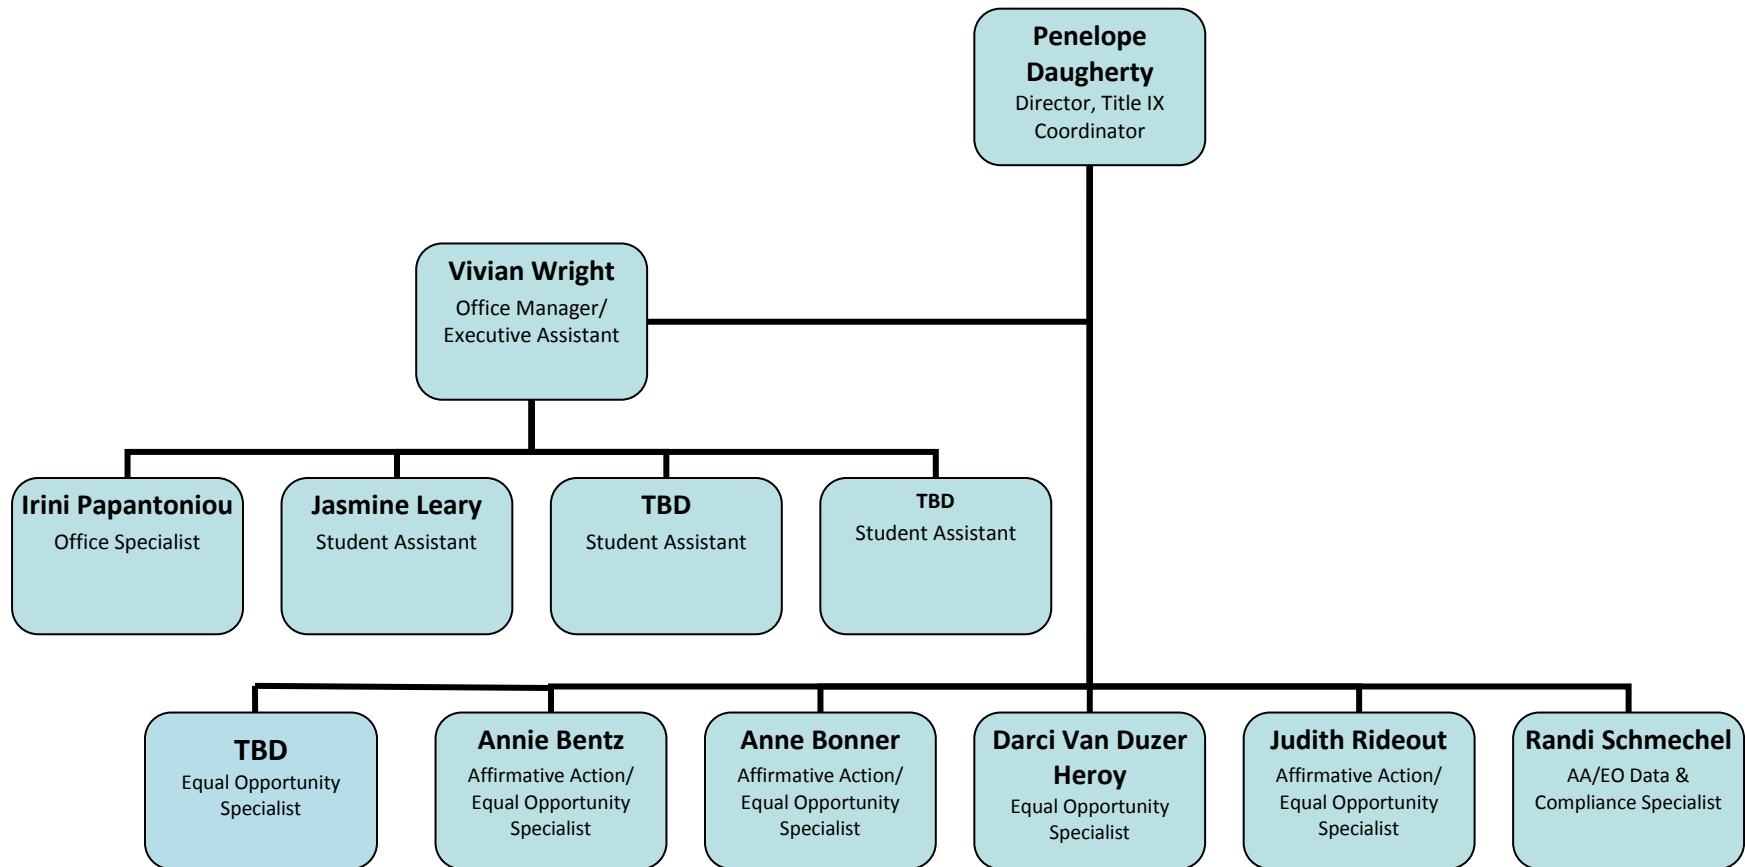 Penelope
Daugherty
Director, Title IX
Coordinator
Vivian Wright
Office Manager/
Executive Assistant
Irini Papantoniou
Office Specialist
Jasmine Leary
Student Assistant
TBD
Student Assistant
TBD
Student Assistant
TBD
Equal Opportunity
Specialist
Annie Bentz
Affirmative Action/
Equal Opportunity
Specialist
Anne Bonner
Affirmative Action/
Equal Opportunity
Specialist
Darci Van Duzer
Heroy
Equal Opportunity
Specialist
Judith Rideout
Affirmative Action/
Equal Opportunity
Specialist
Randi Schmechel
AA/EO Data &
Compliance Specialist